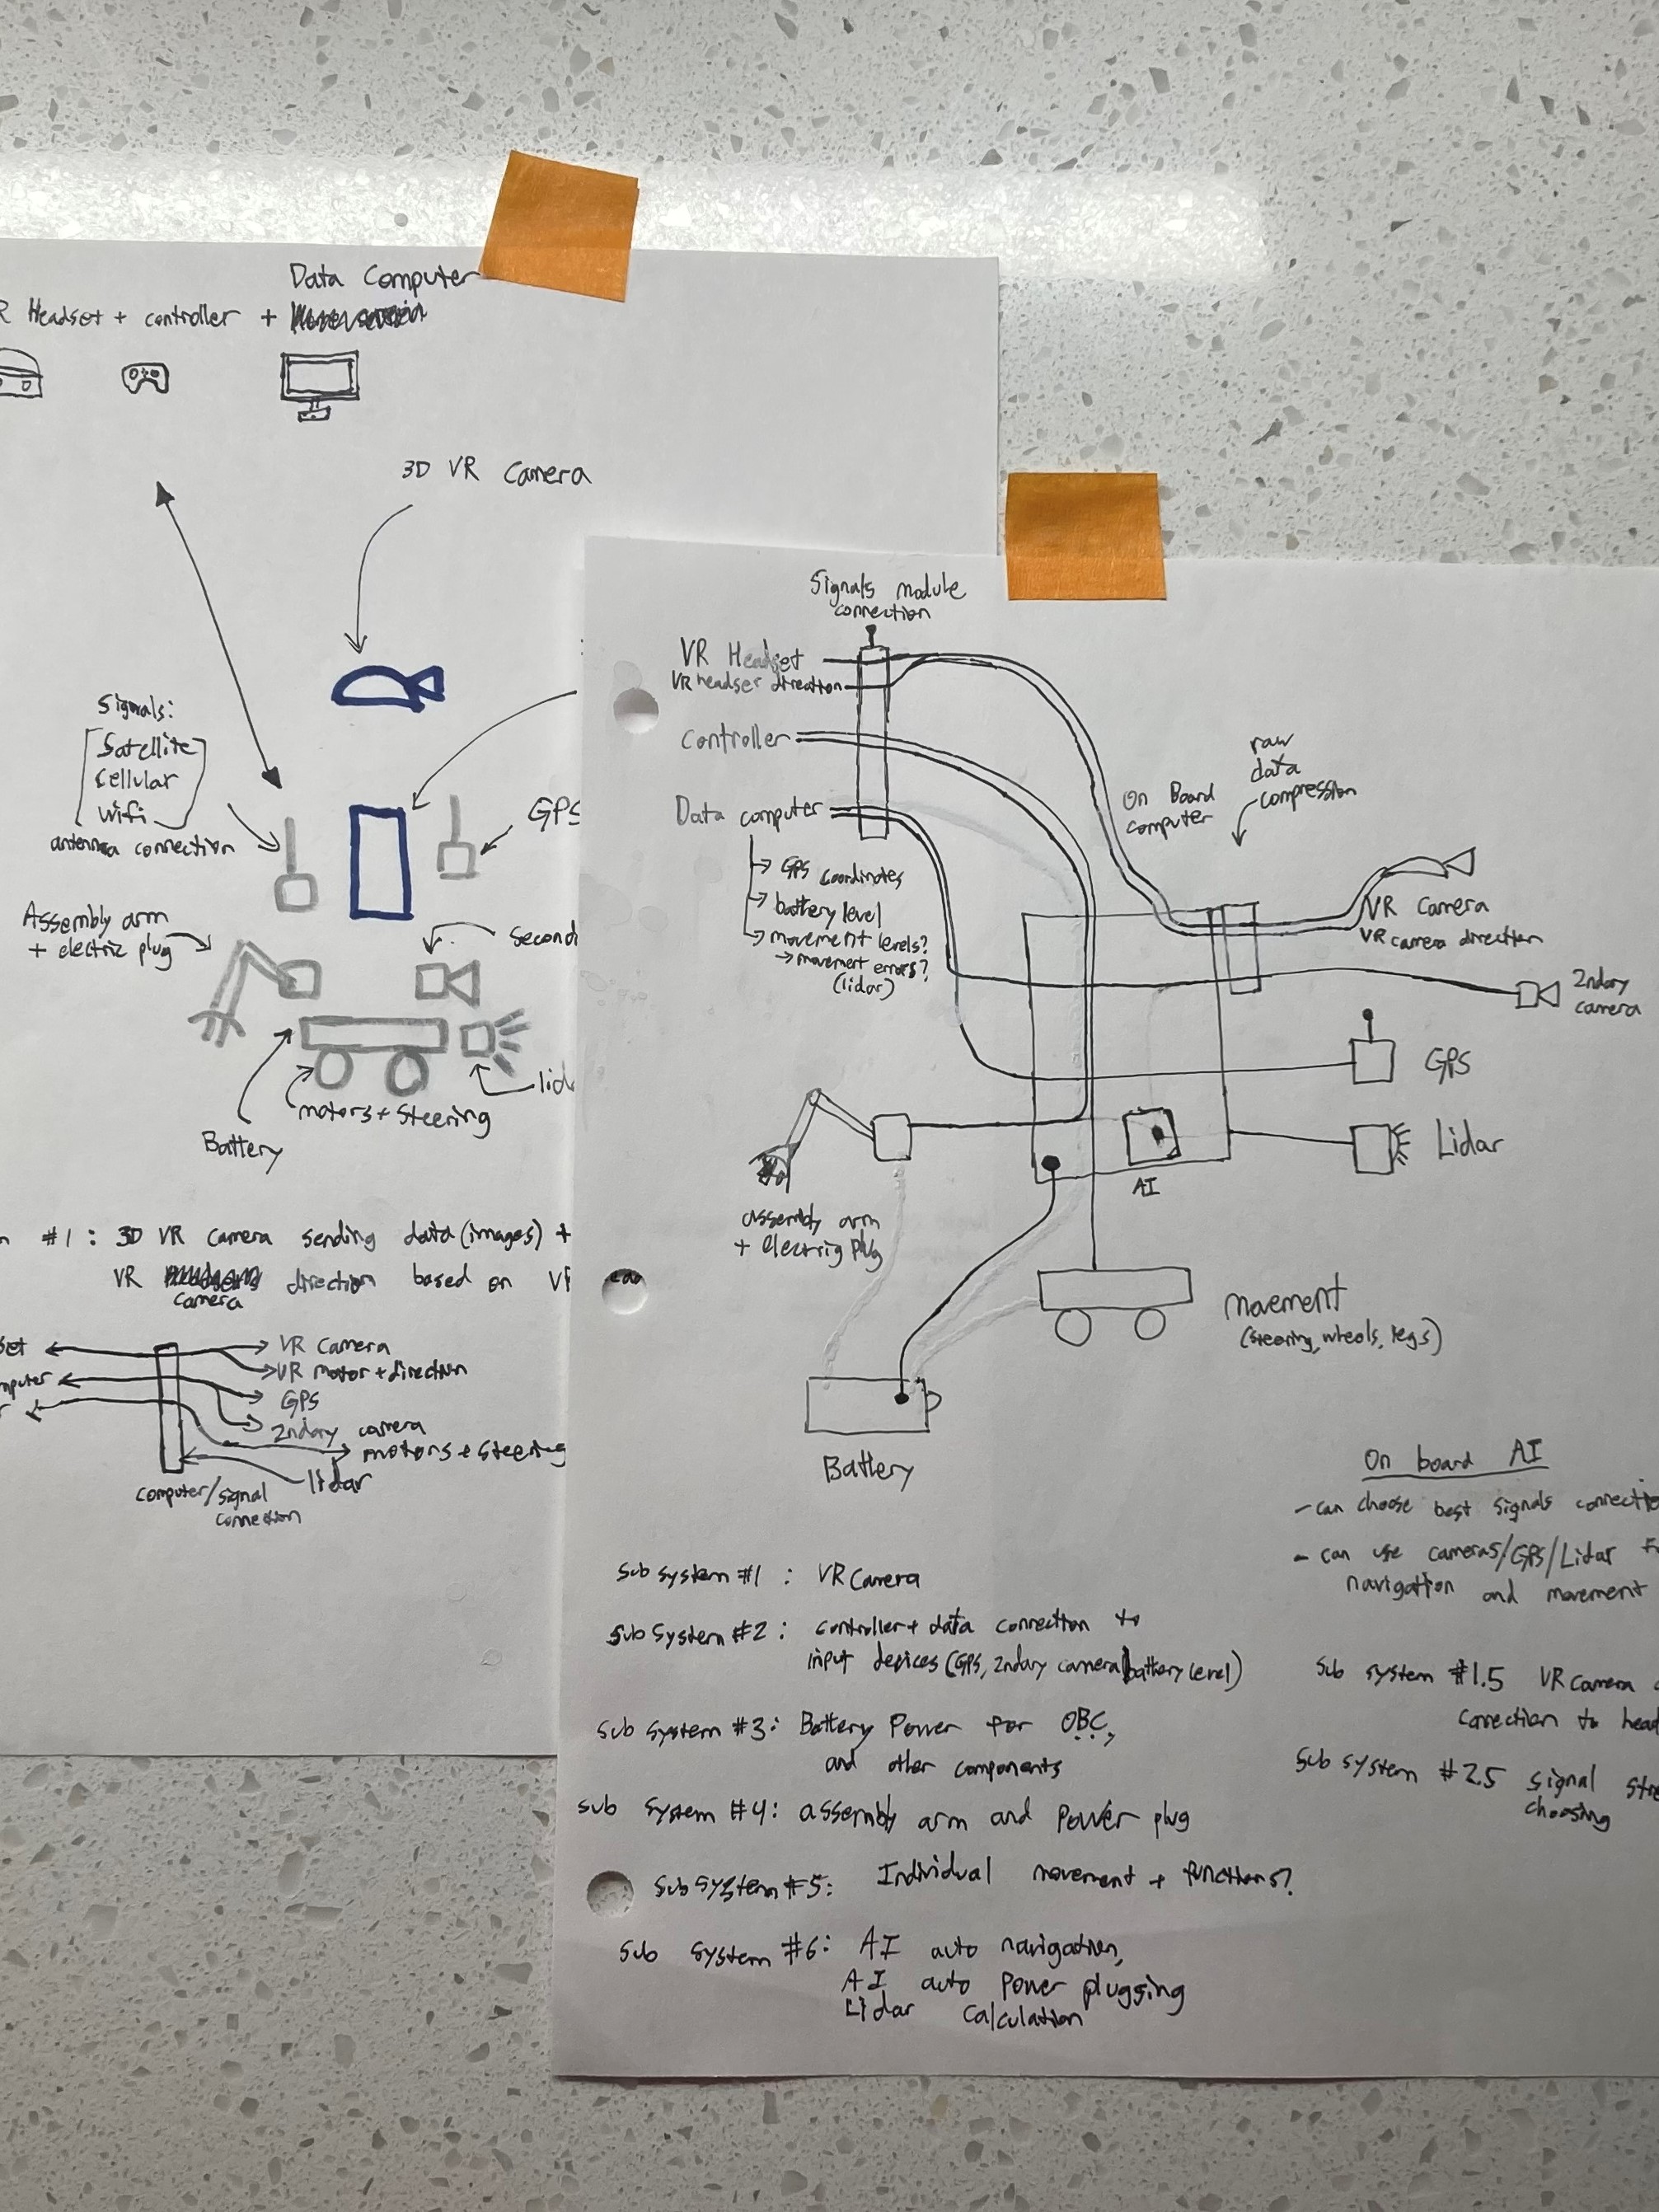 Data Computer
R Headset + controller +
3D VR Camera
Signals:
Satellite
Cellular
Wifi
antenna connection
GPS
Assembly arm
+ electric plug
Second
lid
motors + Steering
Battery
#1: 3D VR camera sending data (images) +
VR direction based on
camera
set
VR Camera
VR motor + direction
mputer
GPS
2ndary camera
motors + Steering
lidar
computer/signal
connection
Signals module
connection
VR Headset
VR headser direction
Controller
Data computer
→ GPS coordinates
→ battery level
→ movement levels?
→ movement errors?
(lidar)
On Board
computer
raw
data
compression
VR Camera
VR camera direction
2ndary
camera
GPS
Lidar
AI
assembly arm
+ electrig plug
movement
(steering, wheels, legs)
Battery
On board AI
- can choose best signals connectio
- can use cameras/GPS/Lidar
navigation and movement
Sub System #1 : VR Camera
Sub System #2 : controller + data connection to
input devices (GPS, 2ndary camera battery level)
Sub System #3: Battery Power for OBC,
and other components
Sub System #4: assembly arm and Power plug
Sub System #5: Individual movement + functions?
Sub System #6: AI auto navigation,
AI auto Power plugging
Lidar Calculation
Sub System #1.5 VR Camera
connection to head
Sub System #2.5 Signal stre
choosing